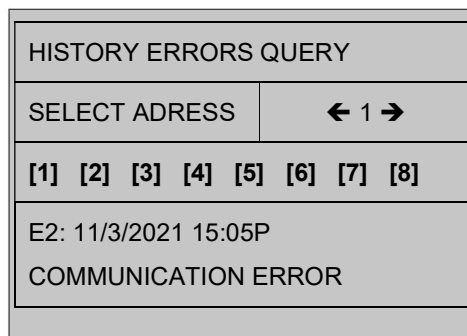 HISTORY ERRORS QUERY
SELECT ADRESS 🡸 1 🡺
[1] [2] [3] [4] [5] [6] [7] [8]
E2: 11/3/2021 15:05P
COMMUNICATION ERROR